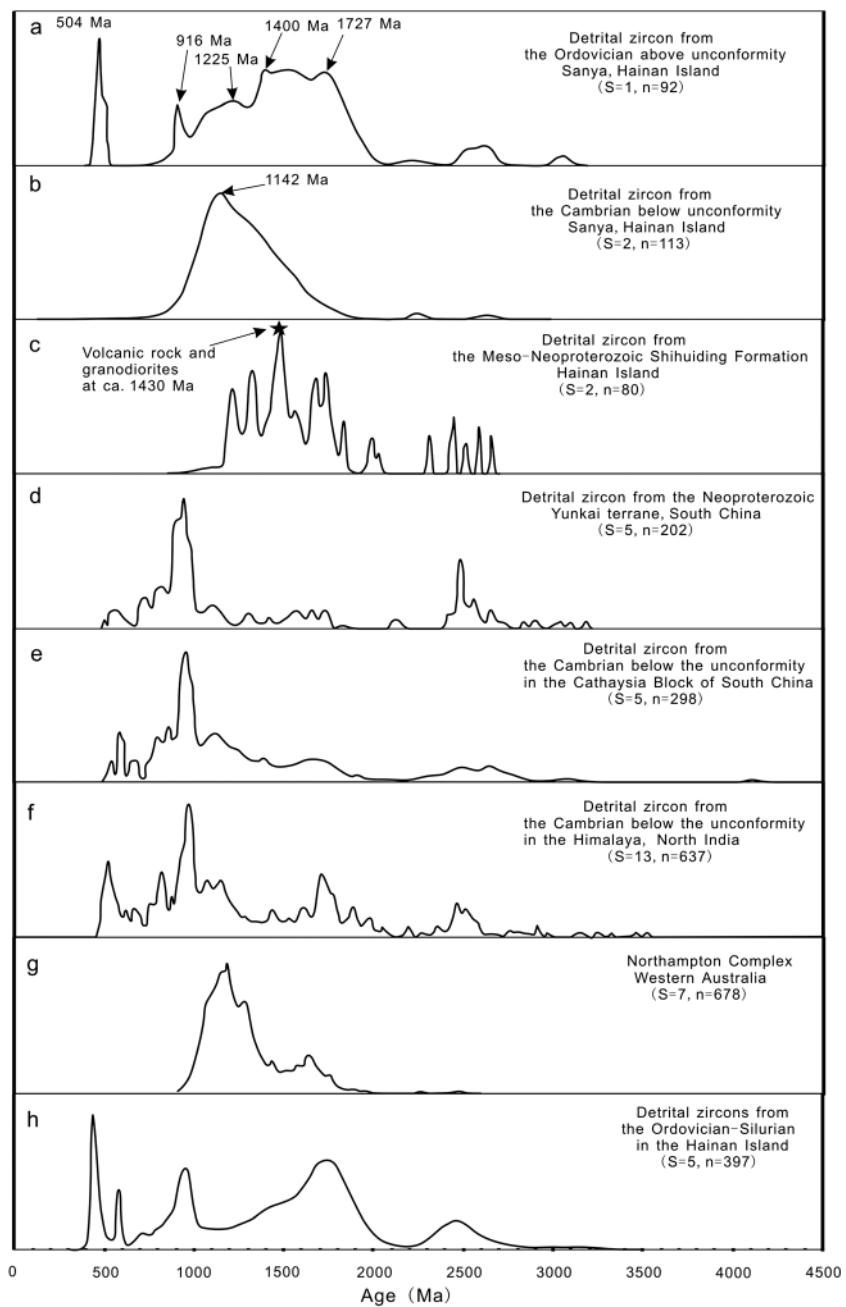 504 Ma
1400 Ma
1727 Ma
a
916 Ma
1225 Ma
Detrital zircon from
the Ordovician above unconformity
Sanya, Hainan Island
(S=1, n=92)
b
1142 Ma
Detrital zircon from
the Cambrian below unconformity
Sanya, Hainan Island
(S=2, n=113)
c
Volcanic rock and
granodiorites
at ca. 1430 Ma
Detrital zircon from
the Meso-Neoproterozoic Shihuiding Formation
Hainan Island
(S=2, n=80)
d
Detrital zircon from the Neoproterozoic
Yunkai terrane, South China
(S=5, n=202)
e
Detrital zircon from
the Cambrian below the unconformity
in the Cathaysia Block of South China
(S=5, n=298)
f
Detrital zircon from
the Cambrian below the unconformity
in the Himalaya, North India
(S=13, n=637)
g
Northampton Complex
Western Australia
(S=7, n=678)
h
Detrital zircons from
the Ordovician-Silurian
in the Hainan Island
(S=5, n=397)
0 500 1000 1500 2000 2500 3000 3500 4000 4500
Age (Ma)